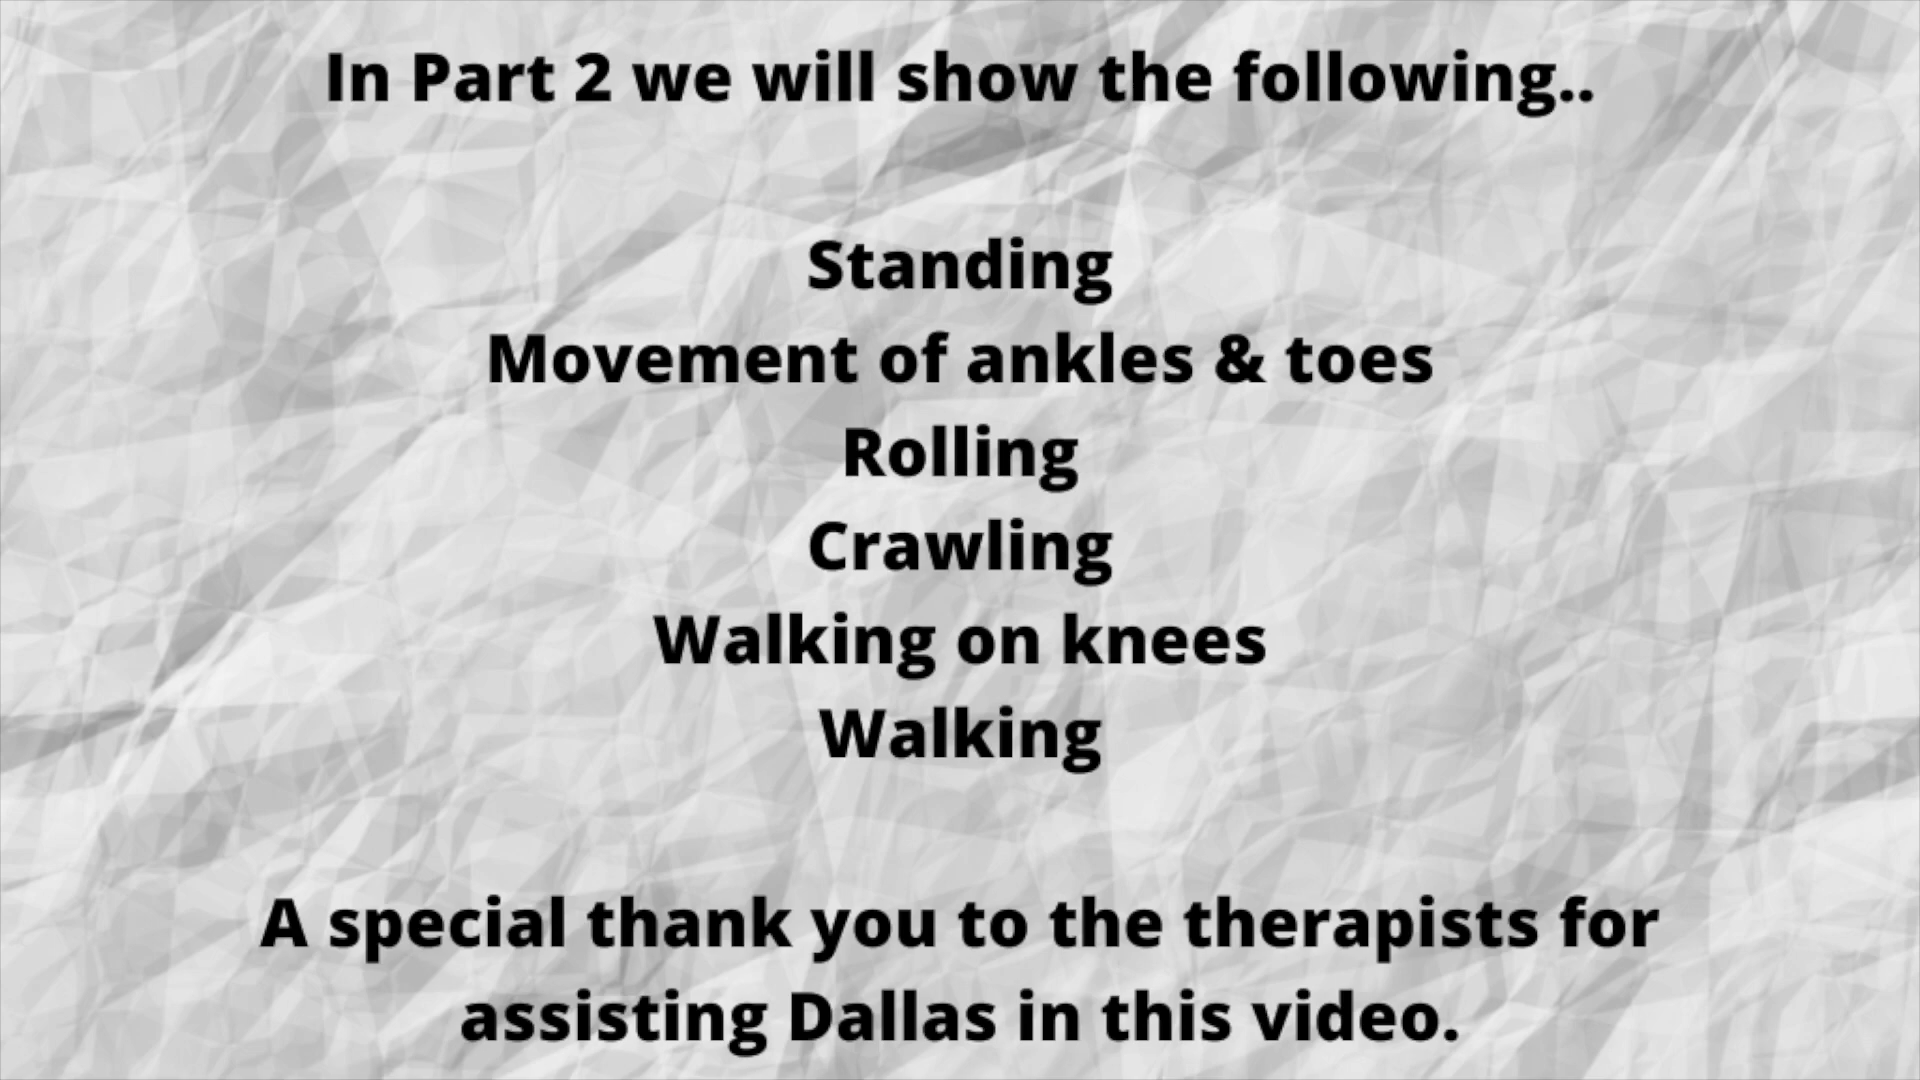 In Part 2 we will show the following..
Standing
Movement of ankles & toes
Rolling
Crawling
Walking on knees
Walking
A special thank you to the therapists for
assisting Dallas in this video.